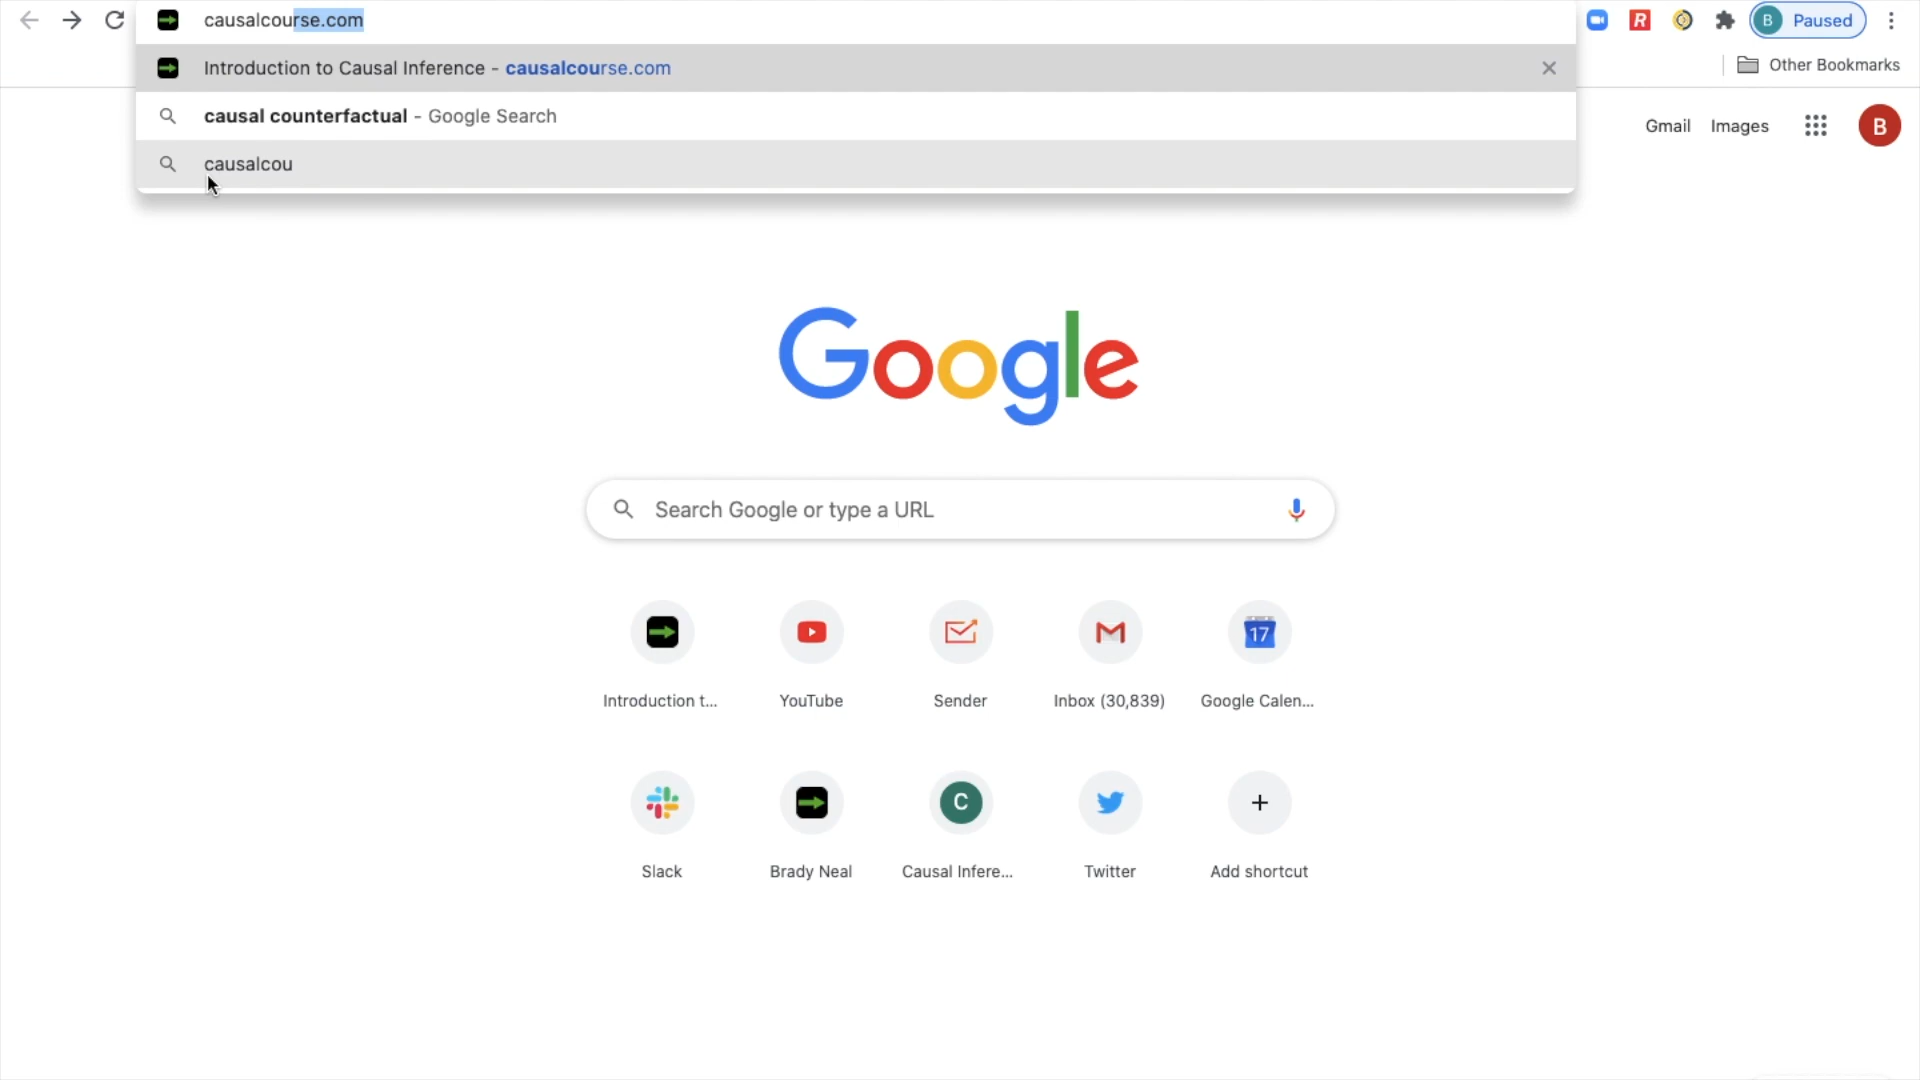 causalcourse.com
B Paused
Introduction to Causal Inference - causalcourse.com
Other Bookmarks
causal counterfactual - Google Search
Gmail Images B
causalcou
Google
Search Google or type a URL
17
Introduction t... YouTube Sender Inbox (30,839) Google Calen...
C
Slack Brady Neal Causal Infere... Twitter Add shortcut